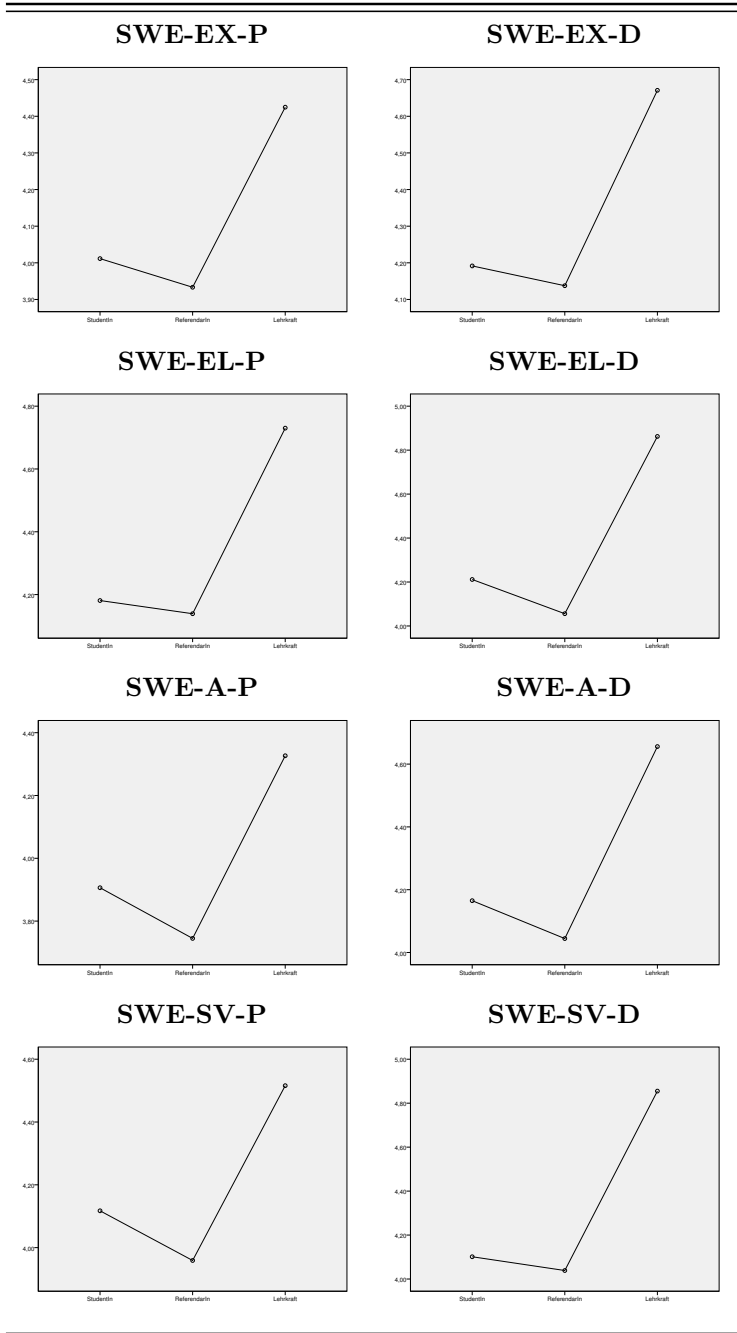 SWE-EX-P SWE-EX-D
4,50 4,70
4,40 4,60
4,30 4,50
4,20 4,40
4,10 4,30
4,00 4,20
3,90 4,10
StudentIn ReferendarIn Lehrkraft StudentIn ReferendarIn Lehrkraft
SWE-EL-P SWE-EL-D
4,80 5,00
4,60 4,80
4,40 4,60
4,20 4,40
4,20
4,00
StudentIn ReferendarIn Lehrkraft StudentIn ReferendarIn Lehrkraft
SWE-A-P SWE-A-D
4,40 4,60
4,20 4,40
4,00 4,20
3,80 4,00
StudentIn ReferendarIn Lehrkraft StudentIn ReferendarIn Lehrkraft
SWE-SV-P SWE-SV-D
4,60 5,00
4,40 4,80
4,20 4,60
4,00 4,40
4,20
4,00
StudentIn ReferendarIn Lehrkraft StudentIn ReferendarIn Lehrkraft